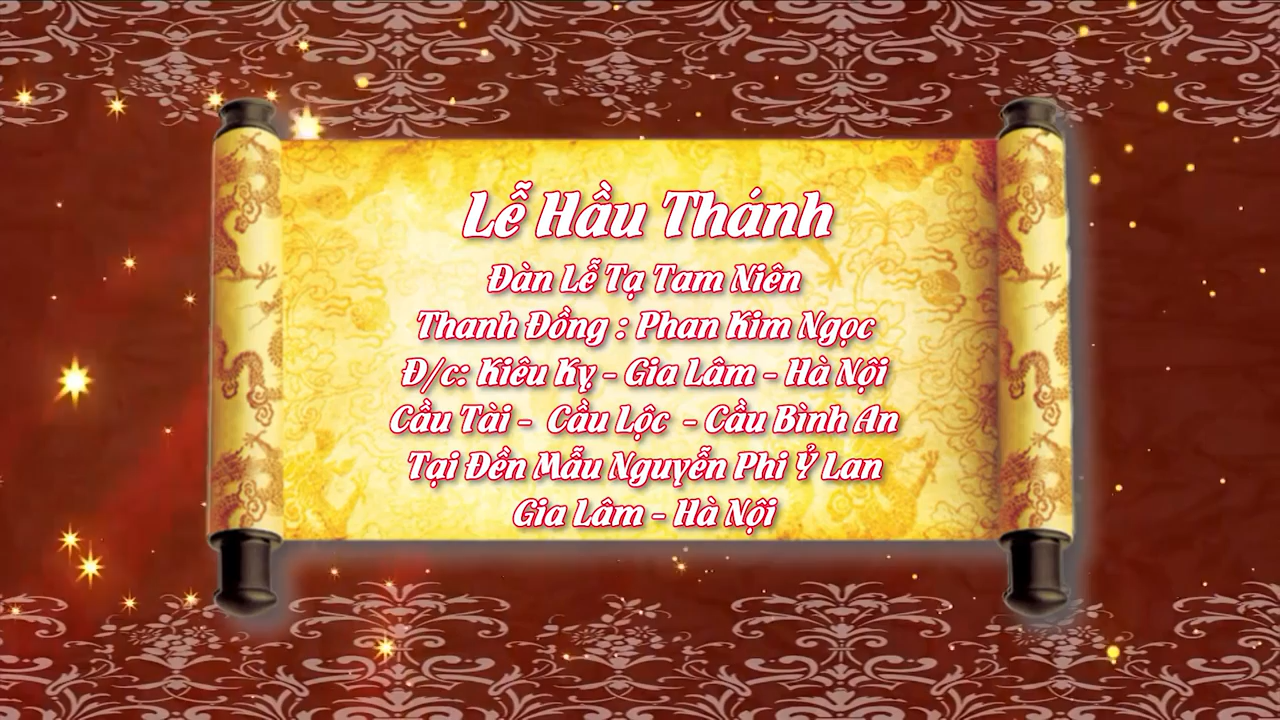 Lễ Hầu Thánh
Đàn Lễ Tạ Tam Niên
Thanh Đồng : Phan Kim Ngọc
Đ/c: Kiêu Kỵ - Gia Lâm - Hà Nội
Cầu Tài - Cầu Lộc - Cầu Bình An
Tại Đền Mẫu Nguyễn Phi Ỷ Lan
Gia Lâm - Hà Nội